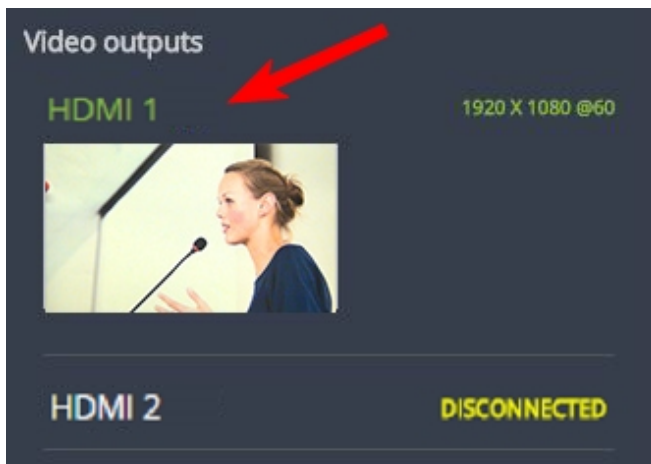 Video outputs
HDMI 1
1920 X 1080 @60
HDMI 2
DISCONNECTED